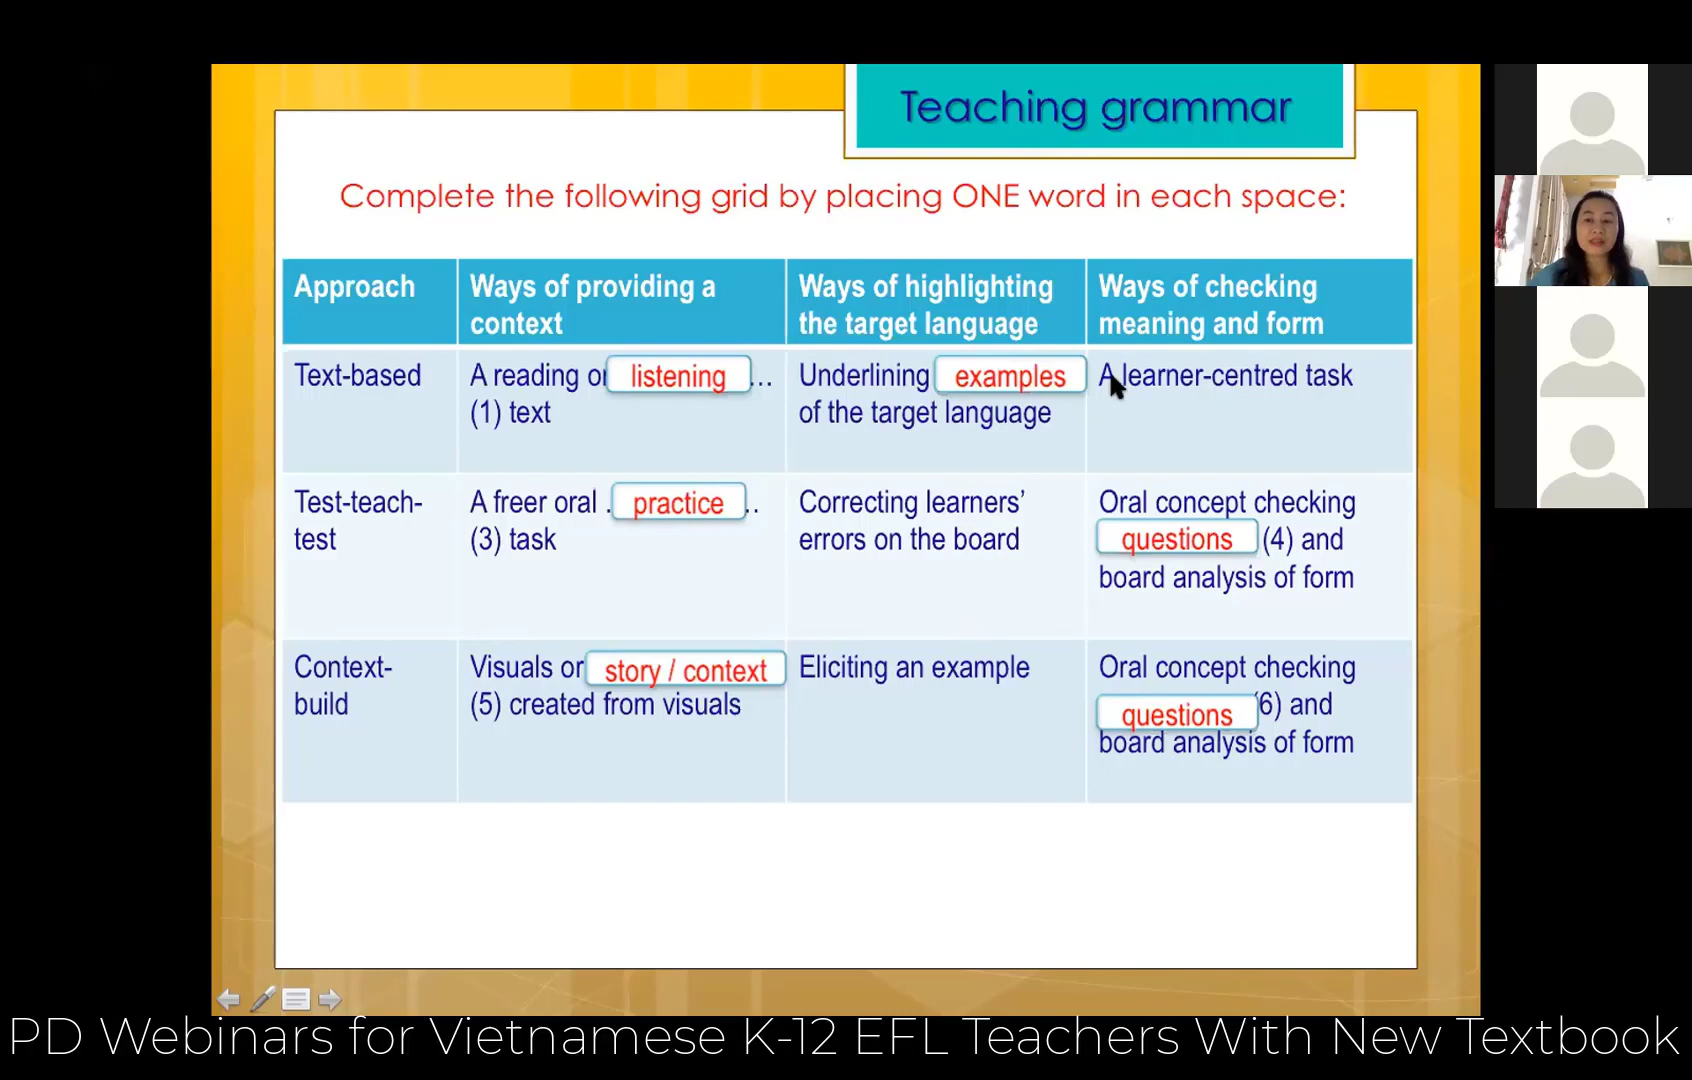 Teaching grammar
Complete the following grid by placing ONE word in each space:
Approach
Ways of providing a
context
Ways of highlighting
the target language
Ways of checking
meaning and form
Text-based
A reading or listening …
(1) text
Underlining examples
of the target language
A learner-centred task
Test-teach-
test
A freer oral . practice ..
(3) task
Correcting learners’
errors on the board
Oral concept checking
questions (4) and
board analysis of form
Context-
build
Visuals or story / context
(5) created from visuals
Eliciting an example
Oral concept checking
questions (6) and
board analysis of form
PD Webinars for Vietnamese K-12 EFL Teachers With New Textbook